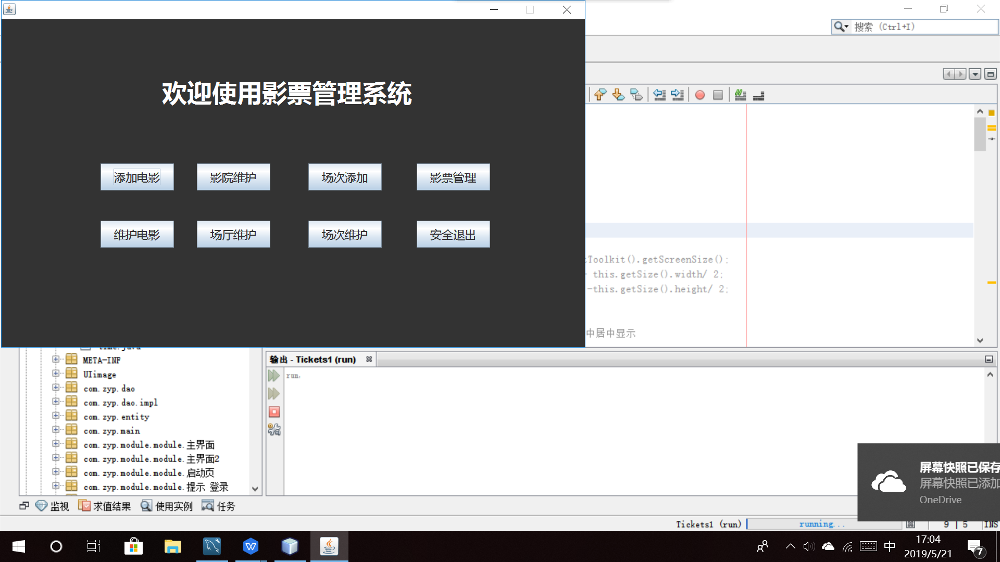 搜索 (Ctrl+I)
欢迎使用影票管理系统
添加电影 影院维护 场次添加 影票管理
维护电影 场厅维护 场次维护 安全退出
Toolkit().getScreenSize();
this.getSize().width/ 2;
-this.getSize().height/ 2;
中居中显示
time.java
META-INF
UIimage
com.zyp.dao
com.zyp.dao.impl
com.zyp.entity
com.zyp.main
com.zyp.module.module.主界面
com.zyp.module.module.主界面2
com.zyp.module.module.启动页
com.zyp.module.module.提示 登录
输出 - Tickets1 (run)
run:
屏幕快照已保存
屏幕快照已添加
OneDrive
监视 求值结果 使用实例 任务
Tickets1 (run) running... 9 | 5 INS
中
17:04
2019/5/21
7